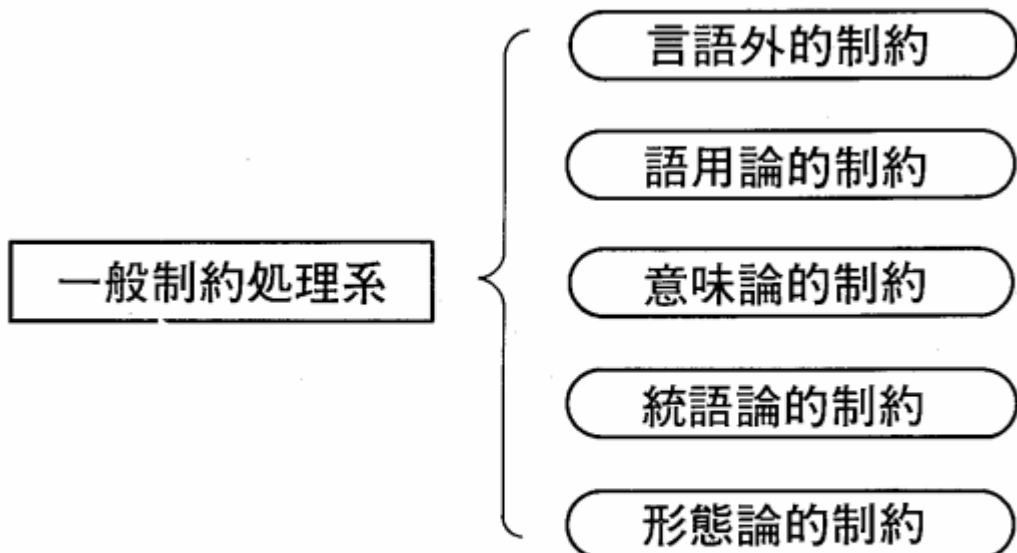 言語外的制約
語用論的制約
一般制約処理系
意味論的制約
統語論的制約
形態論的制約